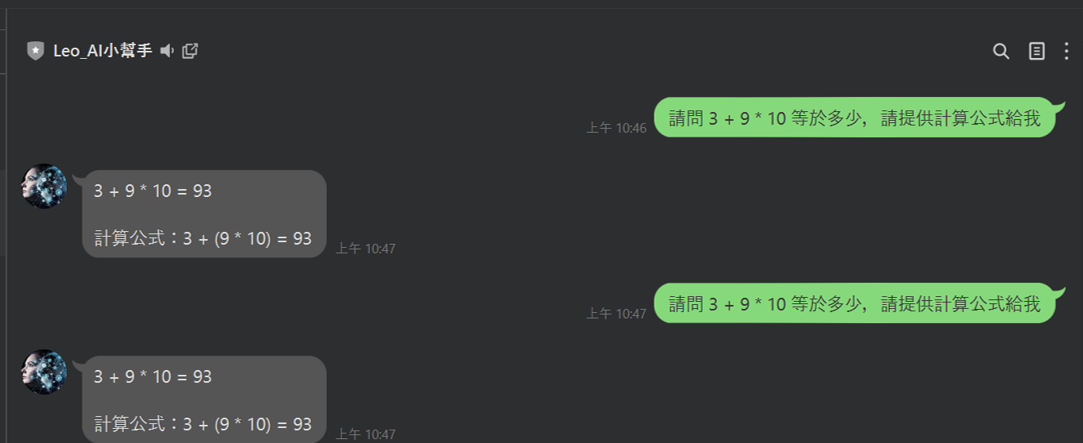 Leo_AI小幫手
請問 3 + 9 * 10 等於多少，請提供計算公式給我
上午 10:46
3 + 9 * 10 = 93
計算公式：3 + (9 * 10) = 93
上午 10:47
請問 3 + 9 * 10 等於多少，請提供計算公式給我
上午 10:47
3 + 9 * 10 = 93
計算公式：3 + (9 * 10) = 93
上午 10:47